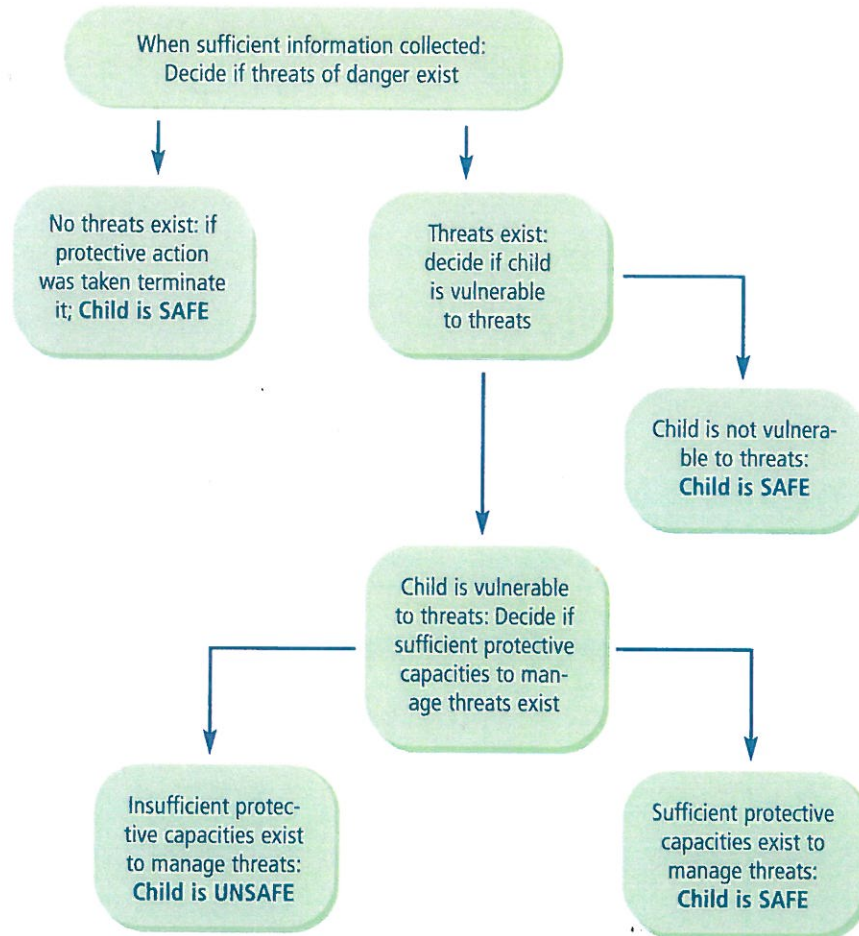 When sufficient information collected:
Decide if threats of danger exist
No threats exist: if
protective action
was taken terminate
it; Child is SAFE
Threats exist:
decide if child
is vulnerable
to threats
Child is not vulnera-
ble to threats:
Child is SAFE
Child is vulnerable
to threats: Decide if
sufficient protective
capacities to man-
age threats exist
Insufficient protec-
tive capacities exist
to manage threats:
Child is UNSAFE
Sufficient protective
capacities exist to
manage threats:
Child is SAFE